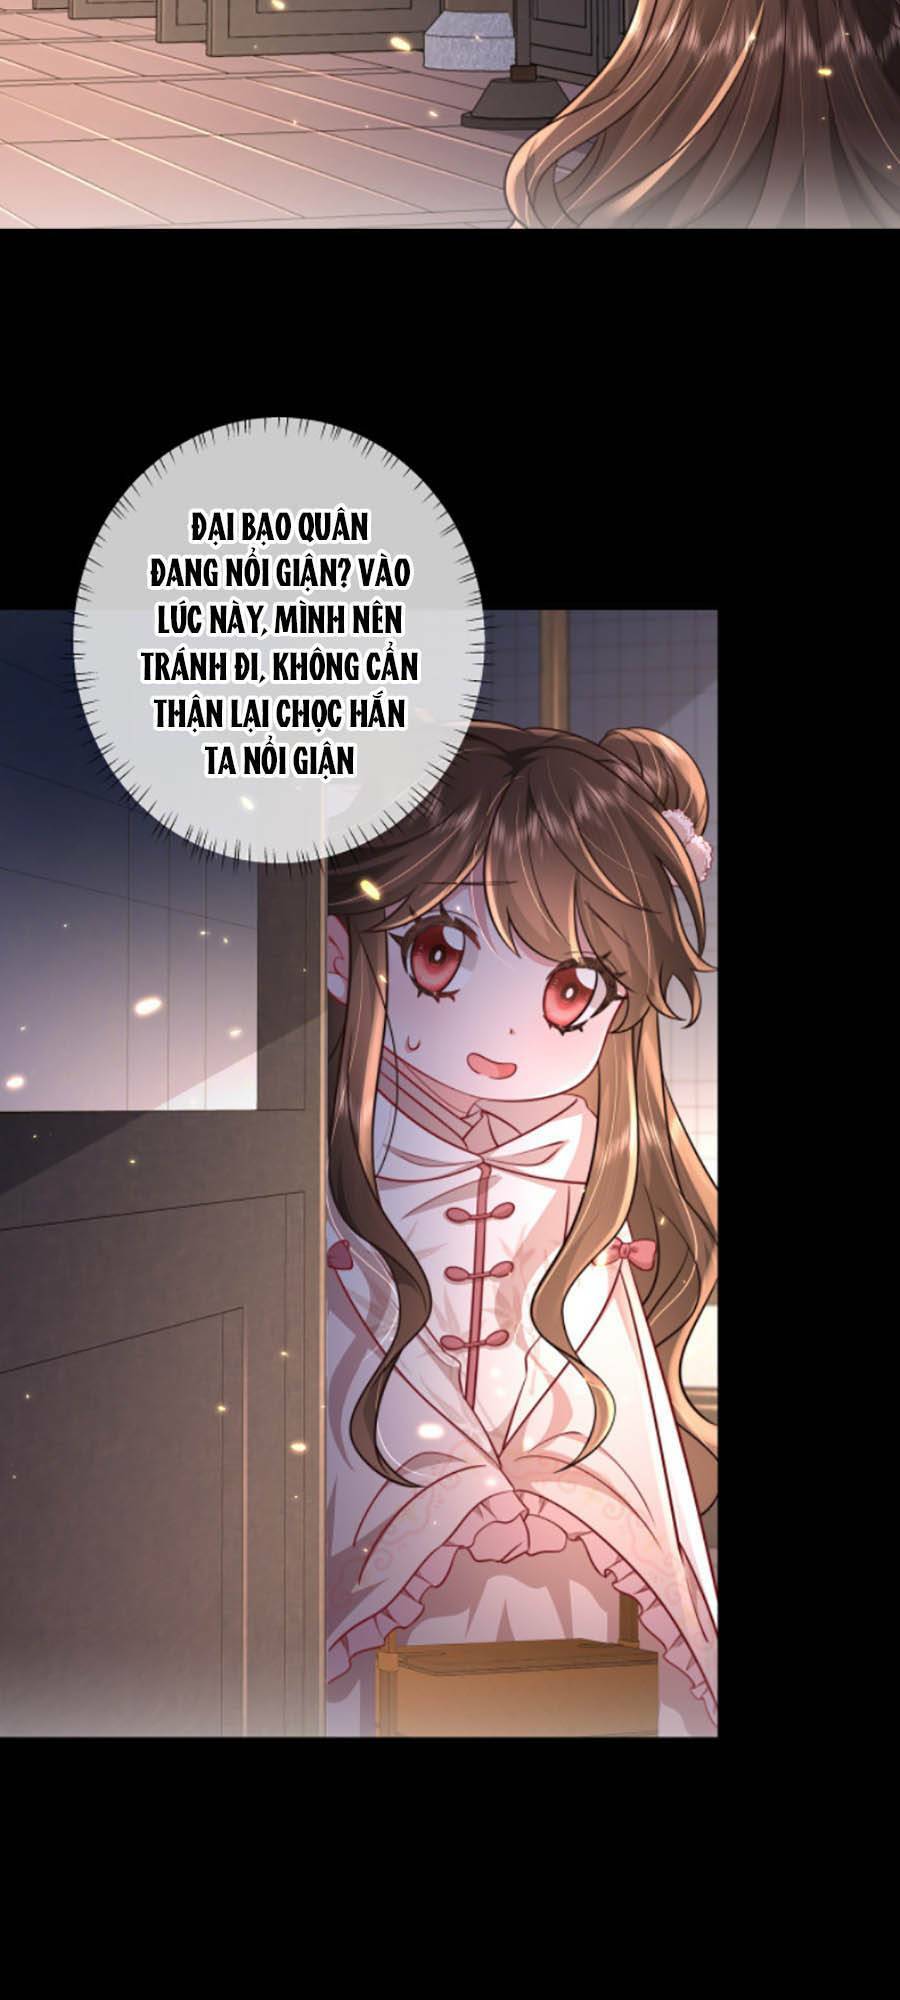 ĐẠI BẠO QUÂN
ĐANG NỔI GIẬN? VÀO
LÚC NÀY, MÌNH NÊN
TRÁNH ĐI, KHÔNG CẨN
THẬN LẠI CHỌC HẮN
TA NỔI GIẬN